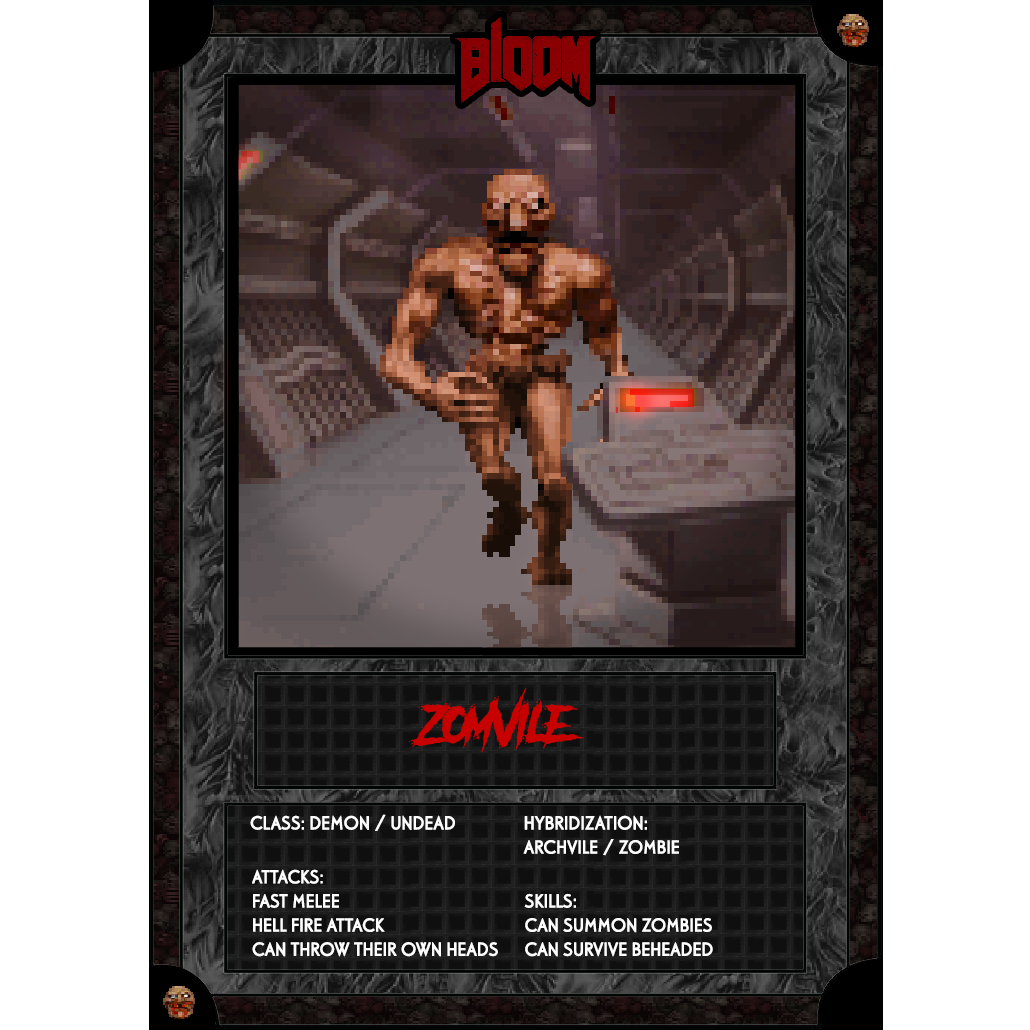 BLOOM
ZOMVILE
CLASS: DEMON / UNDEAD
HYBRIDIZATION:
ARCHVILE / ZOMBIE
ATTACKS:
FAST MELEE
HELL FIRE ATTACK
CAN THROW THEIR OWN HEADS
SKILLS:
CAN SUMMON ZOMBIES
CAN SURVIVE BEHEADED